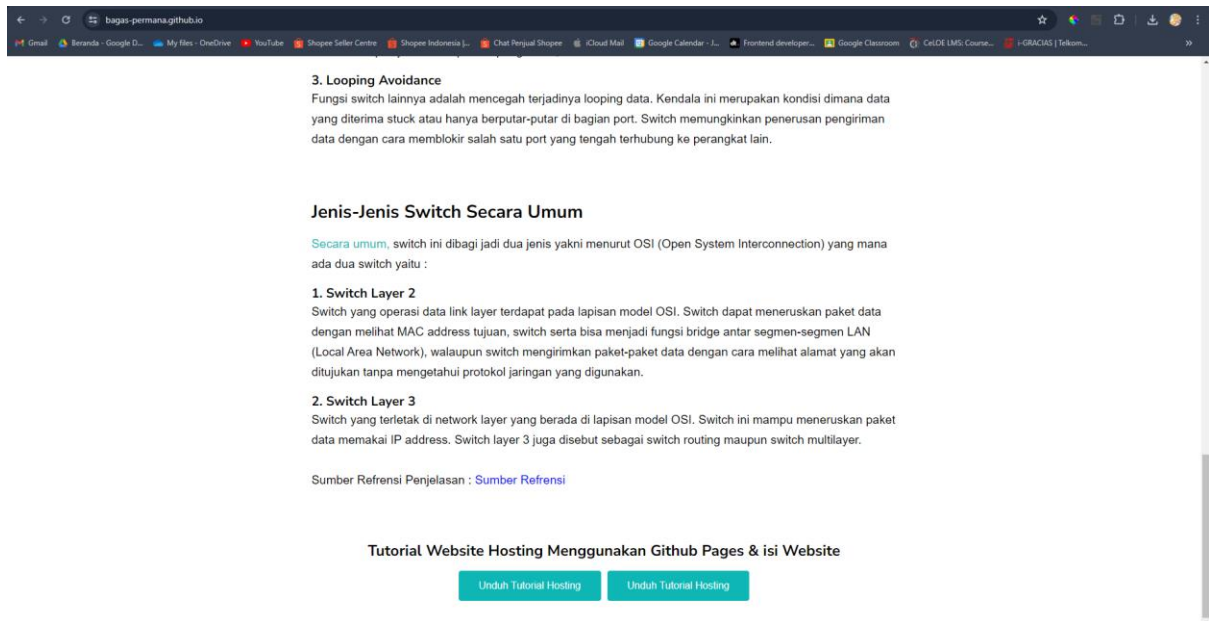 bagas-permana.github.io
Gmail Beranda - Google D... My files - OneDrive YouTube Shopee Seller Centre Shopee Indonesia |... Chat Penjual Shopee iCloud Mail Google Calendar - J... Frontend developer... Google Classroom CeLOE LMS: Course... i-GRACIAS | Telkom...
3. Looping Avoidance
Fungsi switch lainnya adalah mencegah terjadinya looping data. Kendala ini merupakan kondisi dimana data
yang diterima stuck atau hanya berputar-putar di bagian port. Switch memungkinkan penerusan pengiriman
data dengan cara memblokir salah satu port yang tengah terhubung ke perangkat lain.
Jenis-Jenis Switch Secara Umum
Secara umum, switch ini dibagi jadi dua jenis yakni menurut OSI (Open System Interconnection) yang mana
ada dua switch yaitu :
1. Switch Layer 2
Switch yang operasi data link layer terdapat pada lapisan model OSI. Switch dapat meneruskan paket data
dengan melihat MAC address tujuan, switch serta bisa menjadi fungsi bridge antar segmen-segmen LAN
(Local Area Network), walaupun switch mengirimkan paket-paket data dengan cara melihat alamat yang akan
ditujukan tanpa mengetahui protokol jaringan yang digunakan.
2. Switch Layer 3
Switch yang terletak di network layer yang berada di lapisan model OSI. Switch ini mampu meneruskan paket
data memakai IP address. Switch layer 3 juga disebut sebagai switch routing maupun switch multilayer.
Sumber Refrensi Penjelasan : Sumber Refrensi
Tutorial Website Hosting Menggunakan Github Pages & isi Website
Unduh Tutorial Hosting Unduh Tutorial Hosting